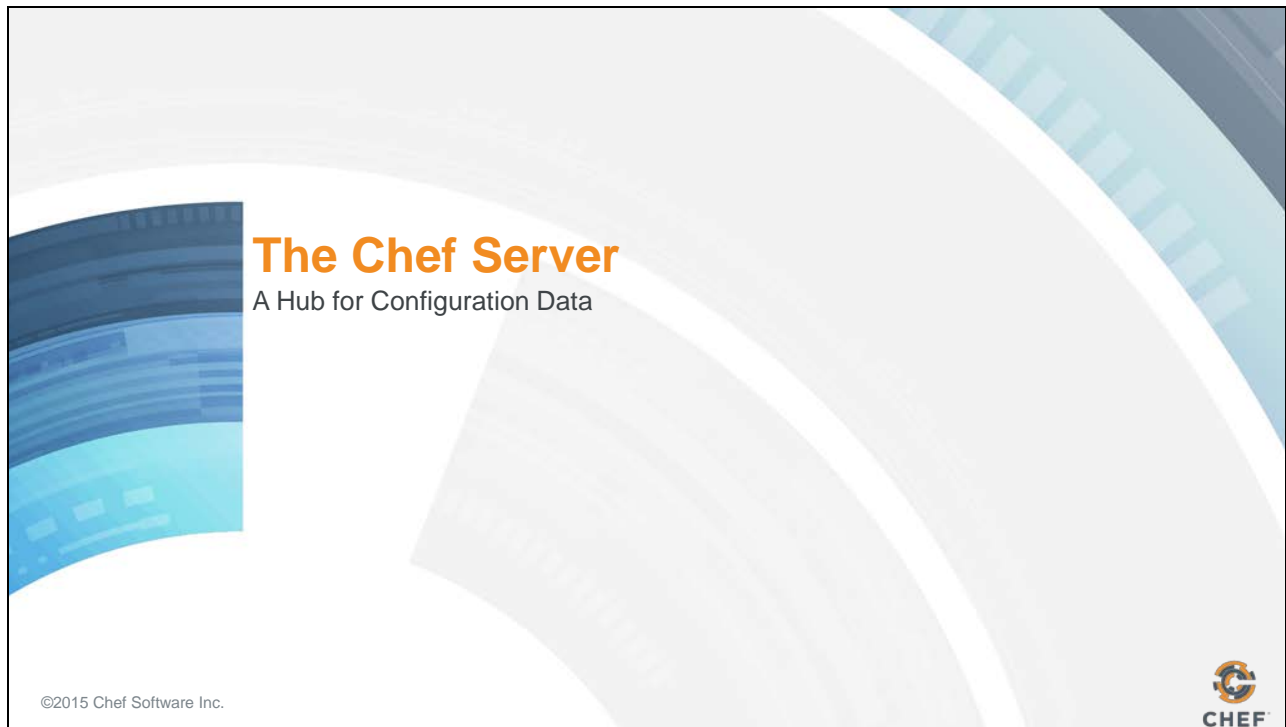 The Chef Server
A Hub for Configuration Data
©2015 Chef Software Inc.
CHEF